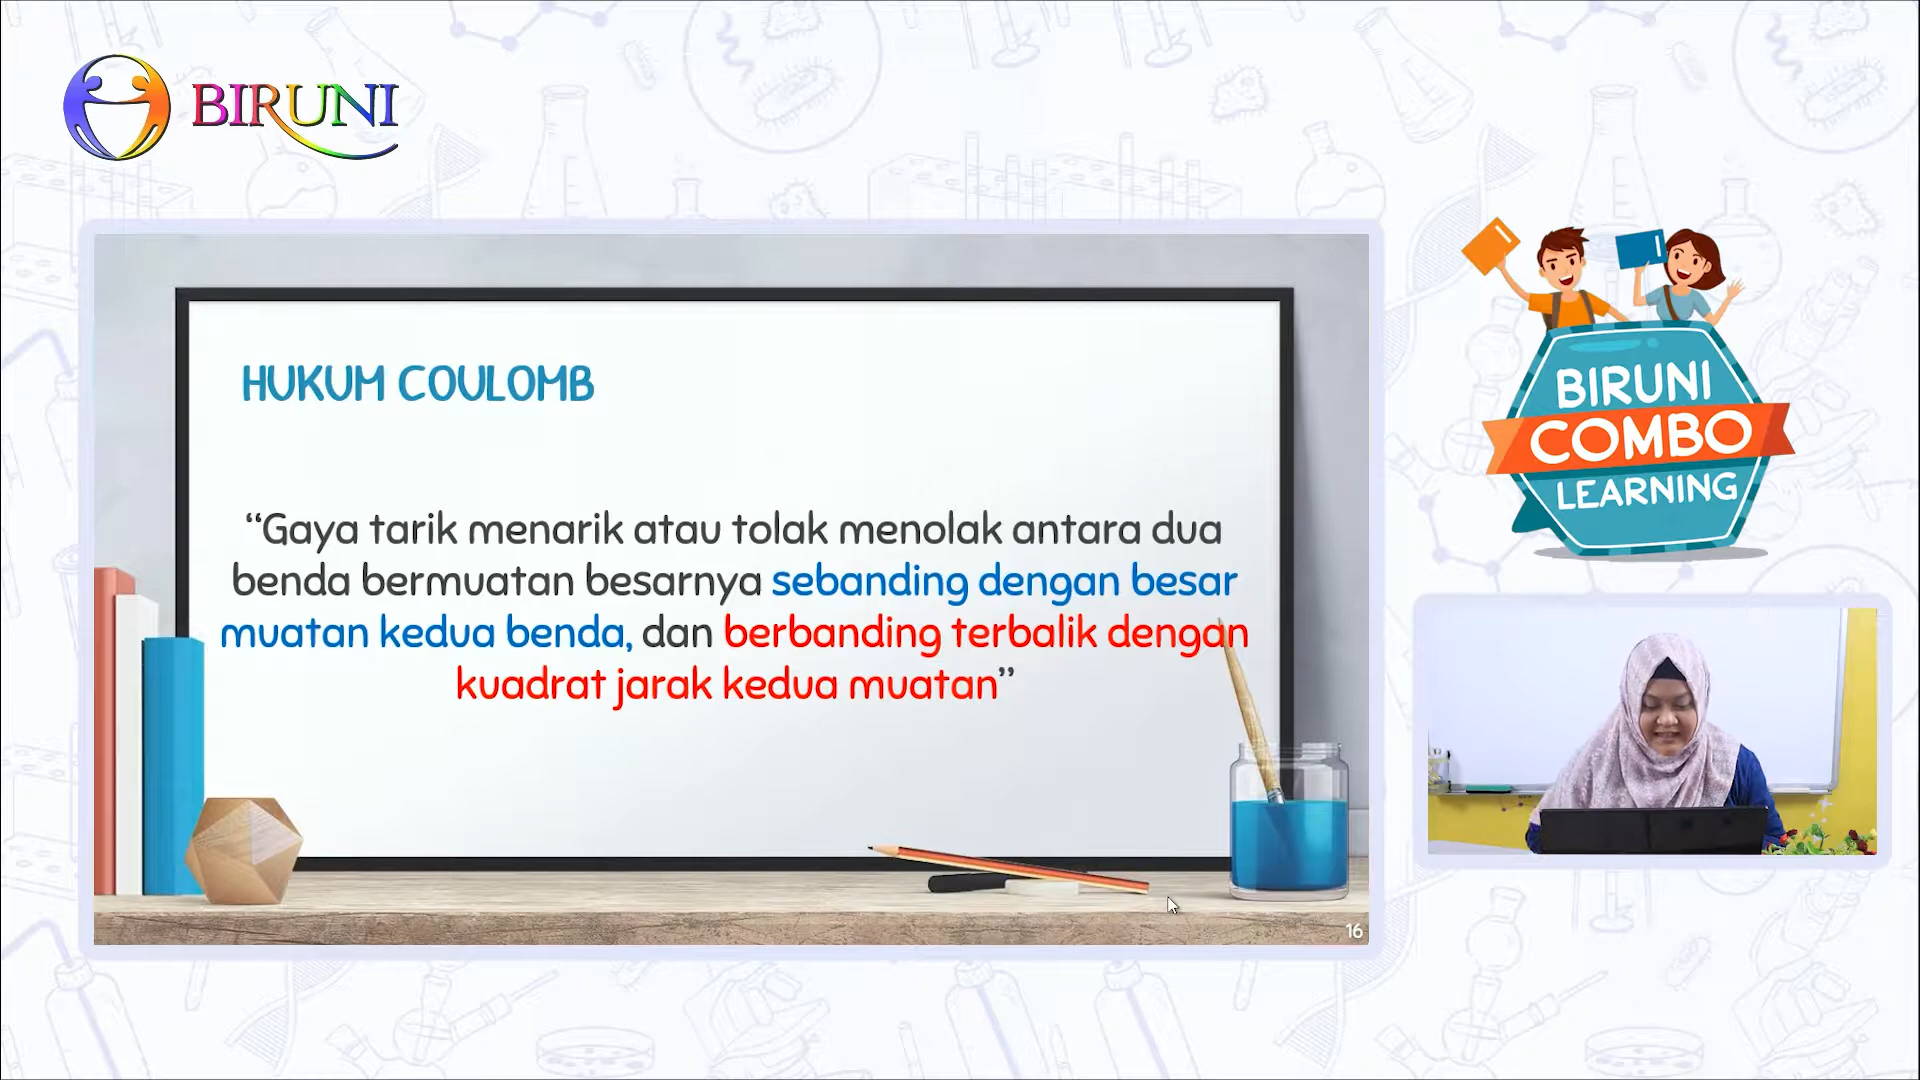 BIRUNI
HUKUM COULOMB
“Gaya tarik menarik atau tolak menolak antara dua
benda bermuatan besarnya sebanding dengan besar
muatan kedua benda, dan berbanding terbalik dengan
kuadrat jarak kedua muatan”
16
BIRUNI
COMBO
LEARNING